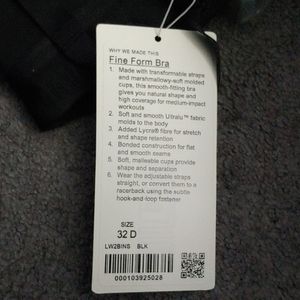 WHY WE MADE THIS
Fine Form Bra
1. Made with transformable straps
and marshmallowy-soft molded
cups, this smooth-fitting bra
gives you natural shape and
high coverage for medium-impact
workouts
2. Soft and smooth Ultralu™ fabric
molds to the body
3. Added Lycra® fibre for stretch
and shape retention
4. Bonded construction for flat
and smooth seams
5. Soft, malleable cups provide
shape and separation
6. Wear the adjustable straps
straight, or convert them to a
racerback using the subtle
hook-and-loop fastener
SIZE
32 D
LW2BINS BLK
000103925028